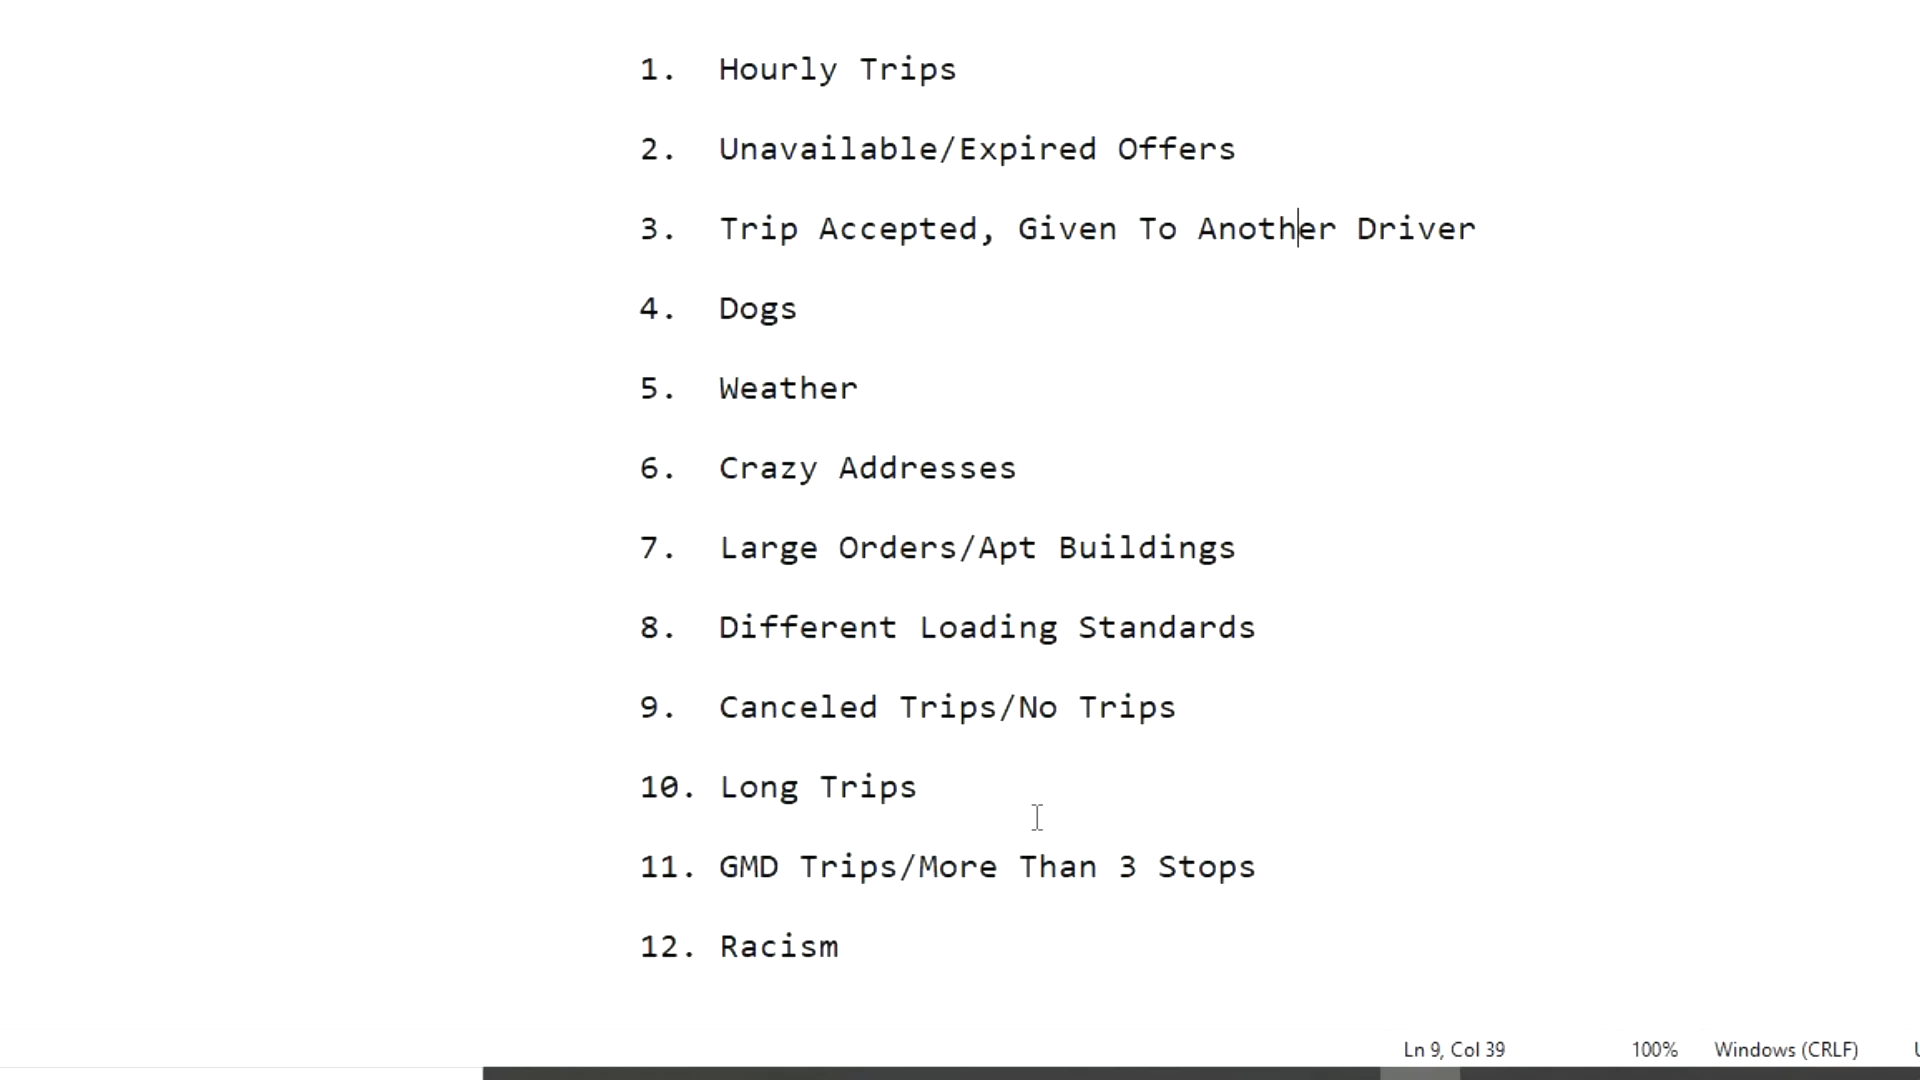 1. Hourly Trips
2. Unavailable/Expired Offers
3. Trip Accepted, Given To Another Driver
4. Dogs
5. Weather
6. Crazy Addresses
7. Large Orders/Apt Buildings
8. Different Loading Standards
9. Canceled Trips/No Trips
10. Long Trips
11. GMD Trips/More Than 3 Stops
12. Racism
Ln 9, Col 39 100% Windows (CRLF)